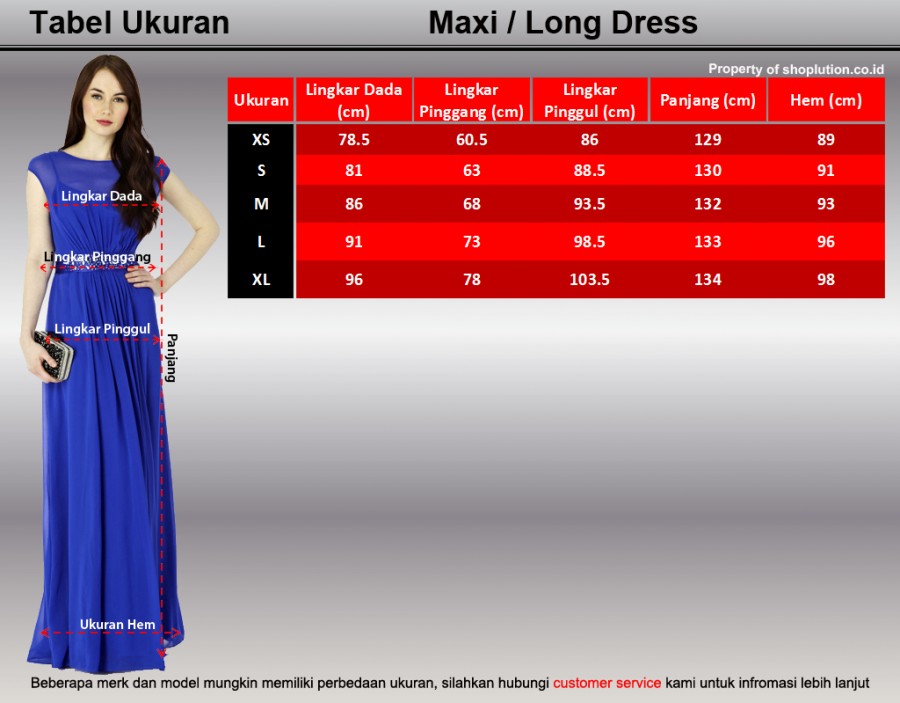 Tabel Ukuran Maxi / Long Dress
Property of shoplution.co.id
Ukuran Lingkar Dada (cm) Lingkar Pinggang (cm) Lingkar Pinggul (cm) Panjang (cm) Hem (cm)
XS 78.5 60.5 86 129 89
S 81 63 88.5 130 91
M 86 68 93.5 132 93
L 91 73 98.5 133 96
XL 96 78 103.5 134 98
Lingkar Dada
Lingkar Pinggang
Lingkar Pinggul
Panjang
Ukuran Hem
Beberapa merk dan model mungkin memiliki perbedaan ukuran, silahkan hubungi customer service kami untuk infromasi lebih lanjut